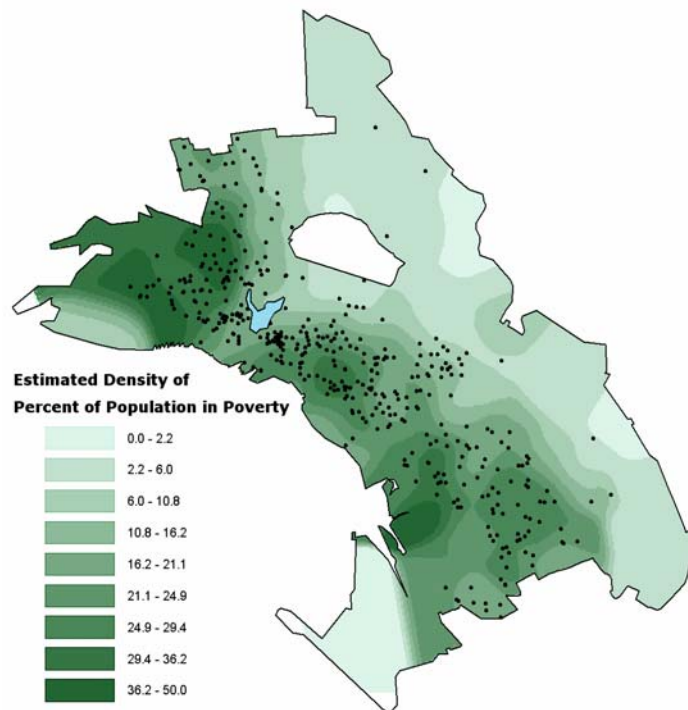 Estimated Density of
Percent of Population in Poverty
0.0 - 2.2
2.2 - 6.0
6.0 - 10.8
10.8 - 16.2
16.2 - 21.1
21.1 - 24.9
24.9 - 29.4
29.4 - 36.2
36.2 - 50.0